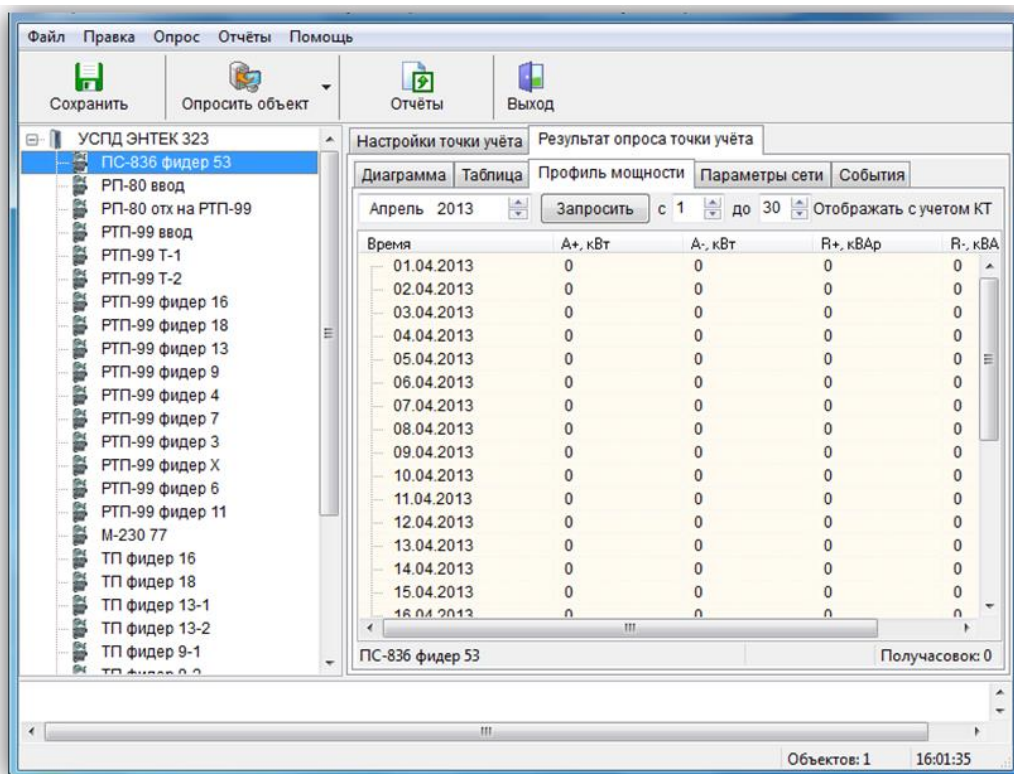 Файл Правка Опрос Отчёты Помощь
Сохранить Опросить объект Отчёты Выход
УСПД ЭНТЕК 323
ПС-836 фидер 53
РП-80 ввод
РП-80 отх на РТП-99
РТП-99 ввод
РТП-99 Т-1
РТП-99 Т-2
РТП-99 фидер 16
РТП-99 фидер 18
РТП-99 фидер 13
РТП-99 фидер 9
РТП-99 фидер 4
РТП-99 фидер 7
РТП-99 фидер 3
РТП-99 фидер Х
РТП-99 фидер 6
РТП-99 фидер 11
М-230 77
ТП фидер 16
ТП фидер 18
ТП фидер 13-1
ТП фидер 13-2
ТП фидер 9-1
ТП фидер 9-2
Настройки точки учёта Результат опроса точки учёта
Диаграмма Таблица Профиль мощности Параметры сети События
Апрель 2013 Запросить с 1 до 30 Отображать с учетом КТ
Время А+, кВт А-, кВт R+, кВАр R-, кВА
01.04.2013 0 0 0 0
02.04.2013 0 0 0 0
03.04.2013 0 0 0 0
04.04.2013 0 0 0 0
05.04.2013 0 0 0 0
06.04.2013 0 0 0 0
07.04.2013 0 0 0 0
08.04.2013 0 0 0 0
09.04.2013 0 0 0 0
10.04.2013 0 0 0 0
11.04.2013 0 0 0 0
12.04.2013 0 0 0 0
13.04.2013 0 0 0 0
14.04.2013 0 0 0 0
15.04.2013 0 0 0 0
16.04.2013 0 0 0 0
ПС-836 фидер 53 Получасовок: 0
Объектов: 1 16:01:35